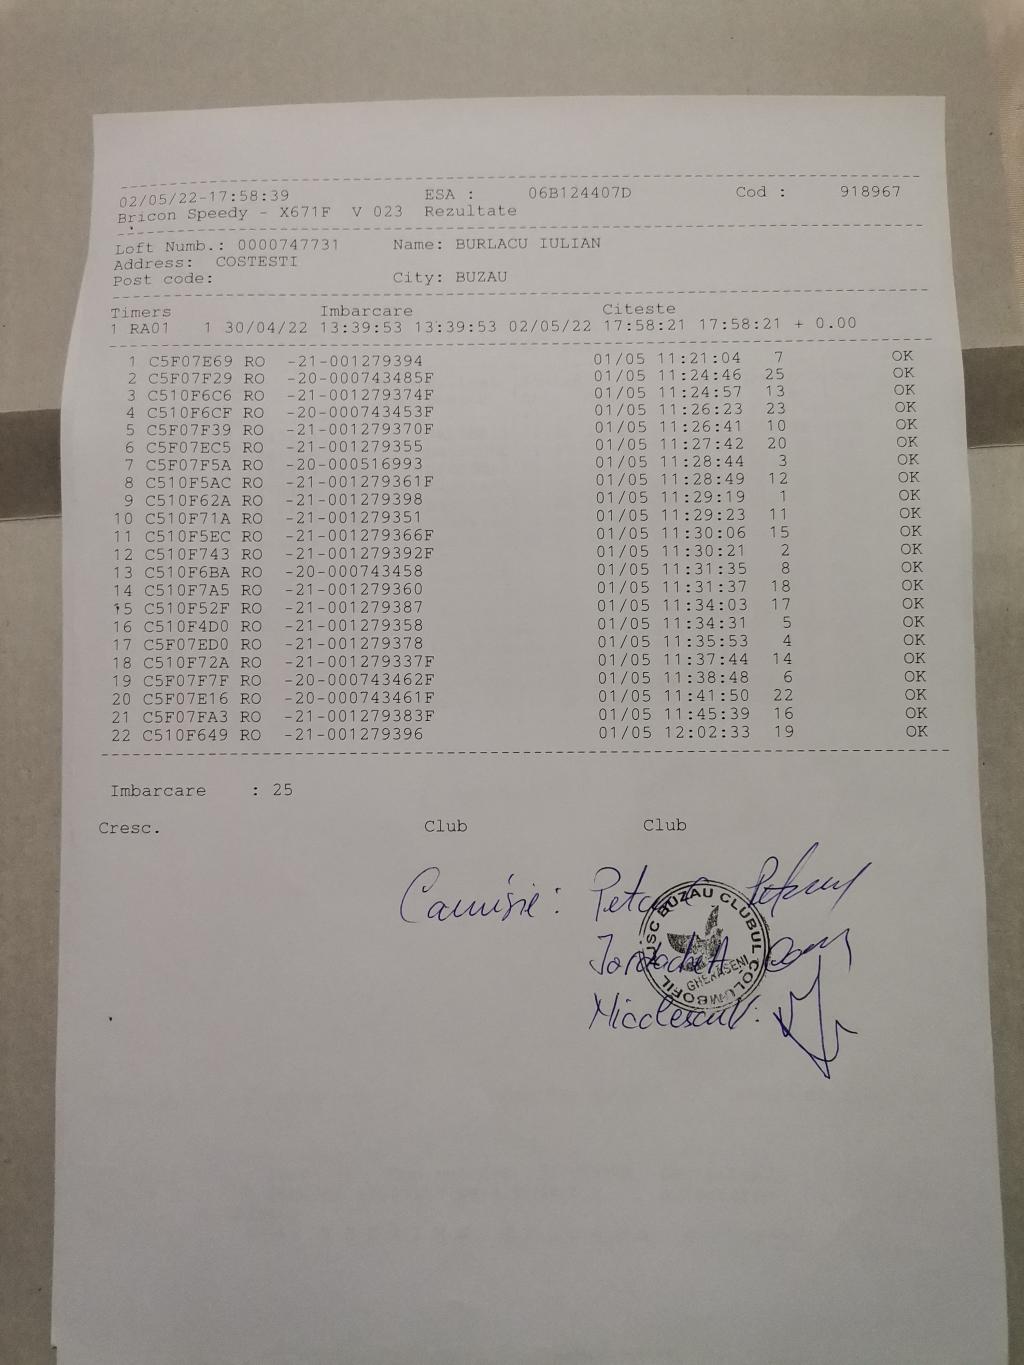 02/05/22-17:58:39 ESA : 06B124407D Cod : 918967
Bricon Speedy - X671F V 023 Rezultate
Loft Numb.: 0000747731 Name: BURLACU IULIAN
Address: COSTESTI
Post code: City: BUZAU
Timers Imbarcare Citeste
1 RA01 1 30/04/22 13:39:53 13:39:53 02/05/22 17:58:21 17:58:21 + 0.00
1 C5F07E69 RO -21-001279394 01/05 11:21:04 7 OK
2 C5F07F29 RO -20-000743485F 01/05 11:24:46 25 OK
3 C510F6C6 RO -21-001279374F 01/05 11:24:57 13 OK
4 C510F6CF RO -20-000743453F 01/05 11:26:23 23 OK
5 C5F07F39 RO -21-001279370F 01/05 11:26:41 10 OK
6 C5F07EC5 RO -21-001279355 01/05 11:27:42 20 OK
7 C5F07F5A RO -20-000516993 01/05 11:28:44 3 OK
8 C510F5AC RO -21-001279361F 01/05 11:28:49 12 OK
9 C510F62A RO -21-001279398 01/05 11:29:19 1 OK
10 C510F71A RO -21-001279351 01/05 11:29:23 11 OK
11 C510F5EC RO -21-001279366F 01/05 11:30:06 15 OK
12 C510F743 RO -21-001279392F 01/05 11:30:21 2 OK
13 C510F6BA RO -20-000743458 01/05 11:31:35 8 OK
14 C510F7A5 RO -21-001279360 01/05 11:31:37 18 OK
15 C510F52F RO -21-001279387 01/05 11:34:03 17 OK
16 C510F4D0 RO -21-001279358 01/05 11:34:31 5 OK
17 C5F07ED0 RO -21-001279378 01/05 11:35:53 4 OK
18 C510F72A RO -21-001279337F 01/05 11:37:44 14 OK
19 C5F07F7F RO -20-000743462F 01/05 11:38:48 6 OK
20 C5F07E16 RO -20-000743461F 01/05 11:41:50 22 OK
21 C5F07FA3 RO -21-001279383F 01/05 11:45:39 16 OK
22 C510F649 RO -21-001279396 01/05 12:02:33 19 OK
Imbarcare : 25
Cresc. Club Club
BUZAU CLUBUL COLUMBOFIL
GHERASENI